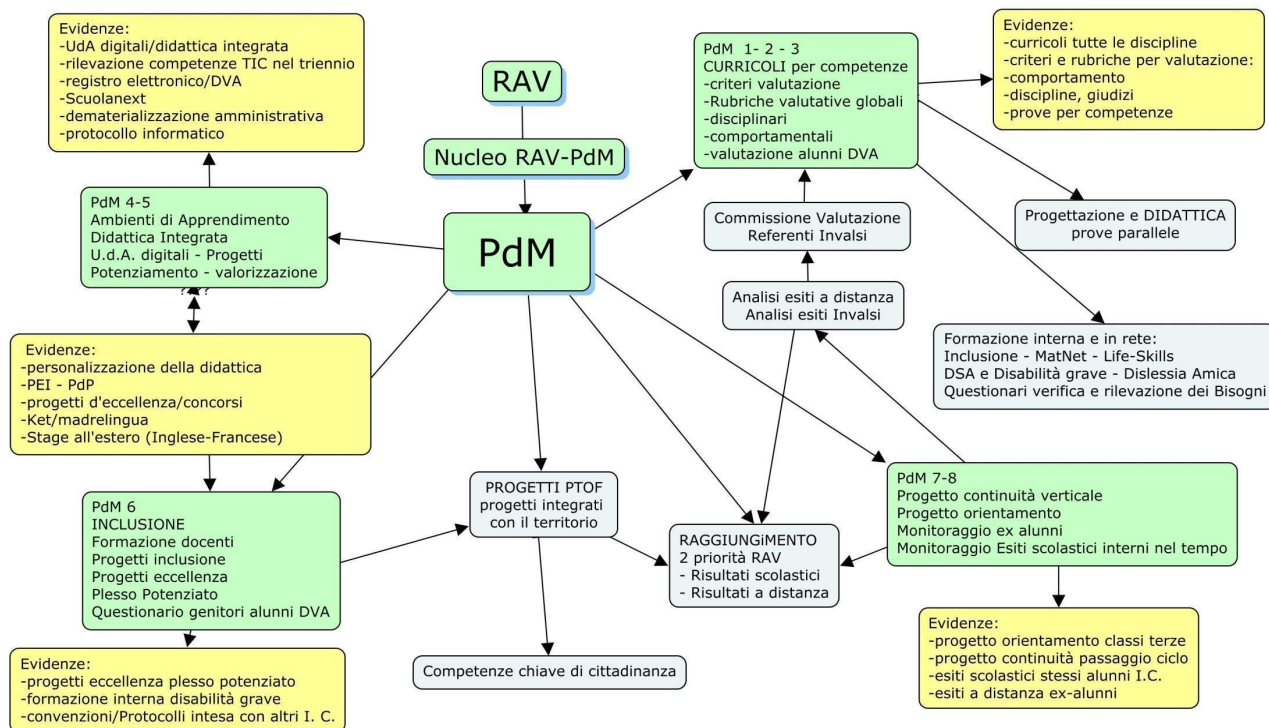 Evidenze:
-UdA digitali/didattica integrata
-rilevazione competenze TIC nel triennio
-registro elettronico/DVA
-Scuolanext
-dematerializzazione amministrativa
-protocollo informatico
RAV
Nucleo RAV-PdM
PdM
PdM 1- 2 - 3
CURRICOLI per competenze
-criteri valutazione
-Rubriche valutative globali
-disciplinari
-comportamentali
-valutazione alunni DVA
Evidenze:
-curricoli tutte le discipline
-criteri e rubriche per valutazione:
-comportamento
-discipline, giudizi
-prove per competenze
PdM 4-5
Ambienti di Apprendimento
Didattica Integrata
U.d.A. digitali - Progetti
Potenziamento - valorizzazione
????
Commissione Valutazione
Referenti Invalsi
Progettazione e DIDATTICA
prove parallele
Analisi esiti a distanza
Analisi esiti Invalsi
Formazione interna e in rete:
Inclusione - MatNet - Life-Skills
DSA e Disabilità grave - Dislessia Amica
Questionari verifica e rilevazione dei Bisogni
Evidenze:
-personalizzazione della didattica
-PEI - PdP
-progetti d'eccellenza/concorsi
-Ket/madrelingua
-Stage all'estero (Inglese-Francese)
PdM 6
INCLUSIONE
Formazione docenti
Progetti inclusione
Progetti eccellenza
Plesso Potenziato
Questionario genitori alunni DVA
PROGETTI PTOF
progetti integrati
con il territorio
RAGGIUNGiMENTO
2 priorità RAV
- Risultati scolastici
- Risultati a distanza
PdM 7-8
Progetto continuità verticale
Progetto orientamento
Monitoraggio ex alunni
Monitoraggio Esiti scolastici interni nel tempo
Evidenze:
-progetti eccellenza plesso potenziato
-formazione interna disabilità grave
-convenzioni/Protocolli intesa con altri I. C.
Competenze chiave di cittadinanza
Evidenze:
-progetto orientamento classi terze
-progetto continuità passaggio ciclo
-esiti scolastici stessi alunni I.C.
-esiti a distanza ex-alunni